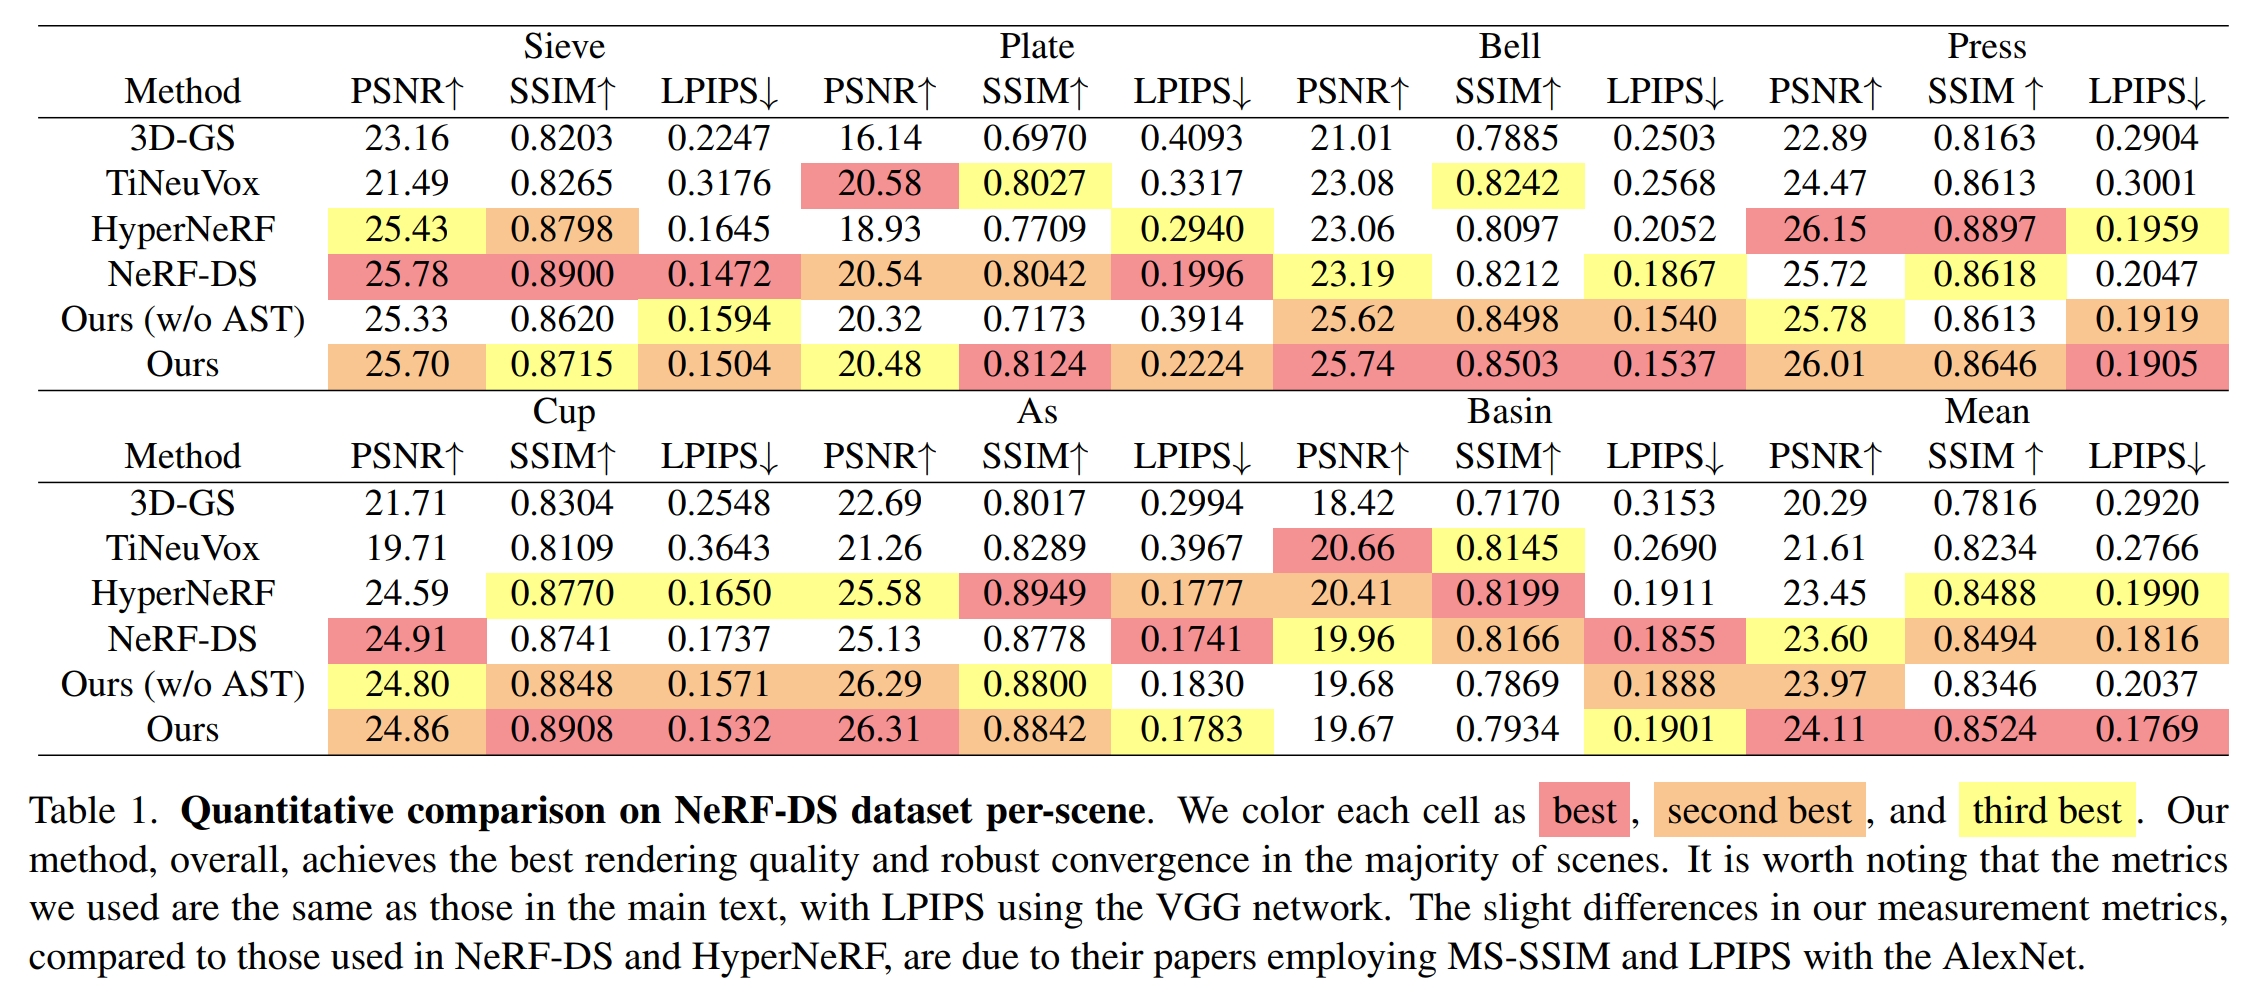 Sieve Plate Bell Press
Method PSNR↑ SSIM↑ LPIPS↓ PSNR↑ SSIM↑ LPIPS↓ PSNR↑ SSIM↑ LPIPS↓ PSNR↑ SSIM ↑ LPIPS↓
3D-GS 23.16 0.8203 0.2247 16.14 0.6970 0.4093 21.01 0.7885 0.2503 22.89 0.8163 0.2904
TiNeuVox 21.49 0.8265 0.3176 20.58 0.8027 0.3317 23.08 0.8242 0.2568 24.47 0.8613 0.3001
HyperNeRF 25.43 0.8798 0.1645 18.93 0.7709 0.2940 23.06 0.8097 0.2052 26.15 0.8897 0.1959
NeRF-DS 25.78 0.8900 0.1472 20.54 0.8042 0.1996 23.19 0.8212 0.1867 25.72 0.8618 0.2047
Ours (w/o AST) 25.33 0.8620 0.1594 20.32 0.7173 0.3914 25.62 0.8498 0.1540 25.78 0.8613 0.1919
Ours 25.70 0.8715 0.1504 20.48 0.8124 0.2224 25.74 0.8503 0.1537 26.01 0.8646 0.1905
Cup As Basin Mean
Method PSNR↑ SSIM↑ LPIPS↓ PSNR↑ SSIM↑ LPIPS↓ PSNR↑ SSIM↑ LPIPS↓ PSNR↑ SSIM ↑ LPIPS↓
3D-GS 21.71 0.8304 0.2548 22.69 0.8017 0.2994 18.42 0.7170 0.3153 20.29 0.7816 0.2920
TiNeuVox 19.71 0.8109 0.3643 21.26 0.8289 0.3967 20.66 0.8145 0.2690 21.61 0.8234 0.2766
HyperNeRF 24.59 0.8770 0.1650 25.58 0.8949 0.1777 20.41 0.8199 0.1911 23.45 0.8488 0.1990
NeRF-DS 24.91 0.8741 0.1737 25.13 0.8778 0.1741 19.96 0.8166 0.1855 23.60 0.8494 0.1816
Ours (w/o AST) 24.80 0.8848 0.1571 26.29 0.8800 0.1830 19.68 0.7869 0.1888 23.97 0.8346 0.2037
Ours 24.86 0.8908 0.1532 26.31 0.8842 0.1783 19.67 0.7934 0.1901 24.11 0.8524 0.1769
Table 1. Quantitative comparison on NeRF-DS dataset per-scene. We color each cell as best , second best , and third best . Our
method, overall, achieves the best rendering quality and robust convergence in the majority of scenes. It is worth noting that the metrics
we used are the same as those in the main text, with LPIPS using the VGG network. The slight differences in our measurement metrics,
compared to those used in NeRF-DS and HyperNeRF, are due to their papers employing MS-SSIM and LPIPS with the AlexNet.